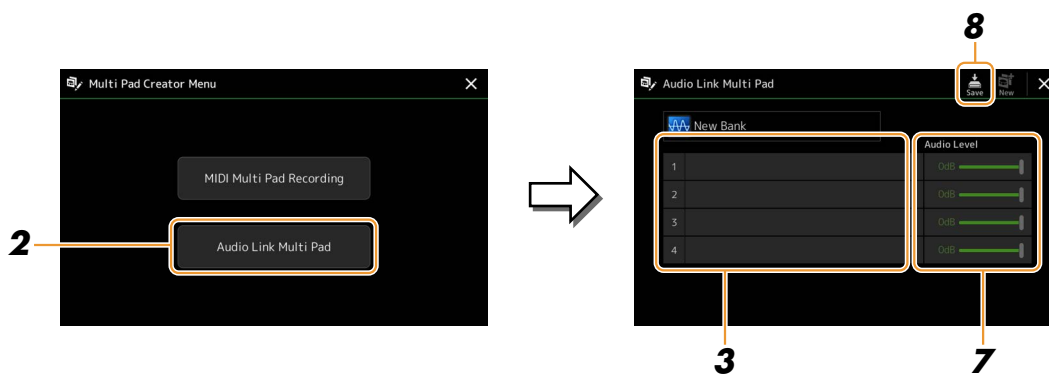 8
Multi Pad Creator Menu
MIDI Multi Pad Recording
2
Audio Link Multi Pad
Audio Link Multi Pad
Save
New
New Bank
Audio Level
1
0dB
2
0dB
3
0dB
4
0dB
3
7